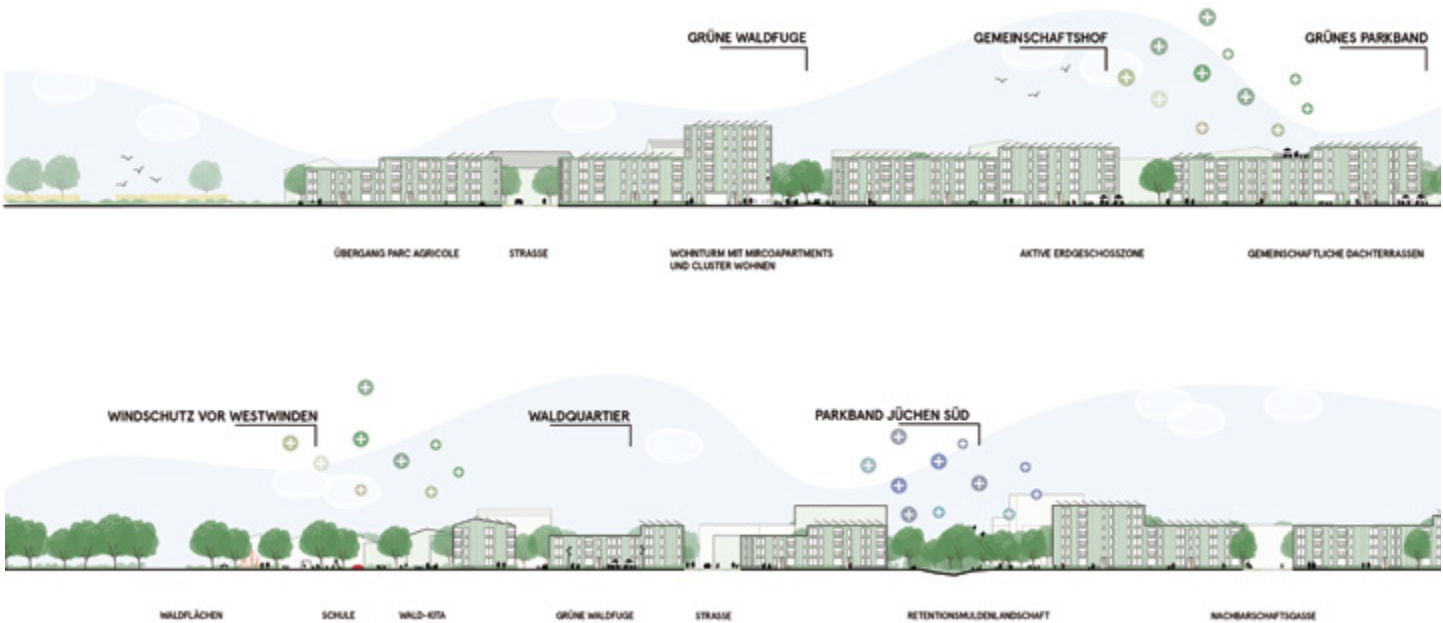 GRÜNE WALDFUGE
GEMEINSCHAFTSHOF
GRÜNES PARKBAND
ÜBERGANG PARC AGRICOLE
STRASSE
WOHNTURM MIT MIRCOAPARTMENTS
UND CLUSTER WOHNEN
AKTIVE ERDGESCHOSSZONE
GEMEINSCHAFTLICHE DACHTERRASSEN
WINDSCHUTZ VOR WESTWINDEN
WALDQUARTIER
PARKBAND JÜCHEN SÜD
WALDFLÄCHEN
SCHULE
WALD-KITA
GRÜNE WALDFUGE
STRASSE
RETENTIONSMULDENLANDSCHAFT
NACHBARSCHAFTSGASSE